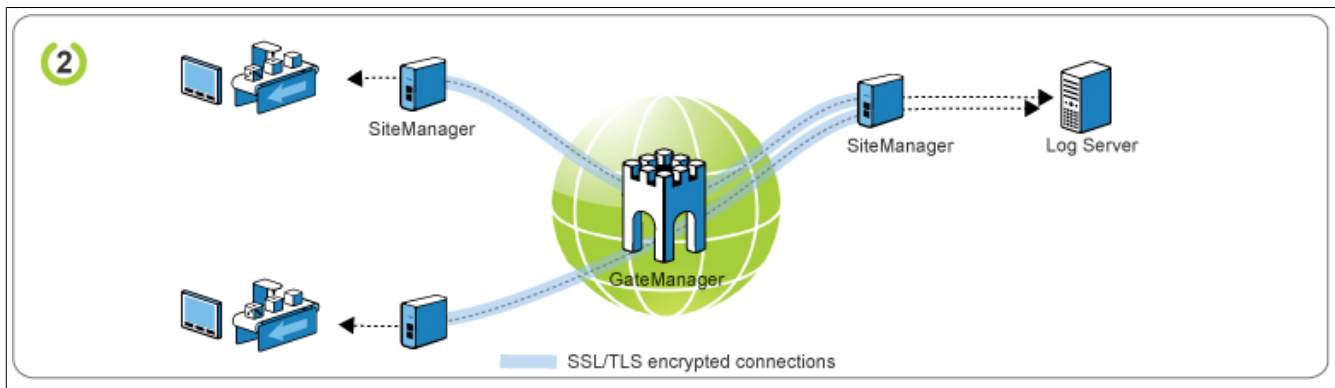 2
SiteManager
SiteManager
Log Server
GateManager
SSL/TLS encrypted connections